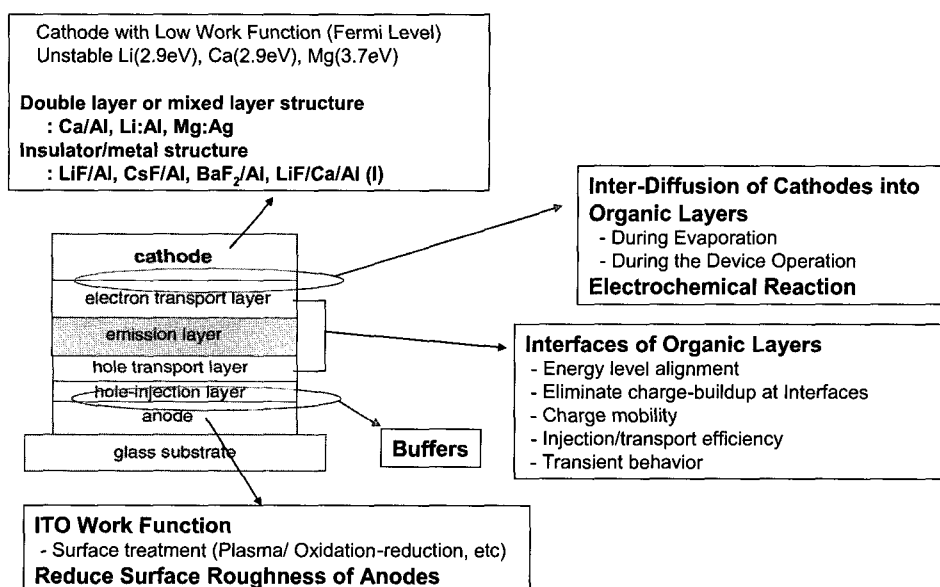 Cathode with Low Work Function (Fermi Level)
Unstable Li(2.9eV), Ca(2.9eV), Mg(3.7eV)
Double layer or mixed layer structure
: Ca/Al, Li:Al, Mg:Ag
Insulator/metal structure
: LiF/Al, CsF/Al, BaF₂/Al, LiF/Ca/Al (I)
Inter-Diffusion of Cathodes into
Organic Layers
- During Evaporation
- During the Device Operation
Electrochemical Reaction
cathode
electron transport layer
emission layer
hole transport layer
hole-injection layer
anode
glass substrate
Interfaces of Organic Layers
- Energy level alignment
- Eliminate charge-buildup at Interfaces
- Charge mobility
- Injection/transport efficiency
- Transient behavior
Buffers
ITO Work Function
- Surface treatment (Plasma/ Oxidation-reduction, etc)
Reduce Surface Roughness of Anodes